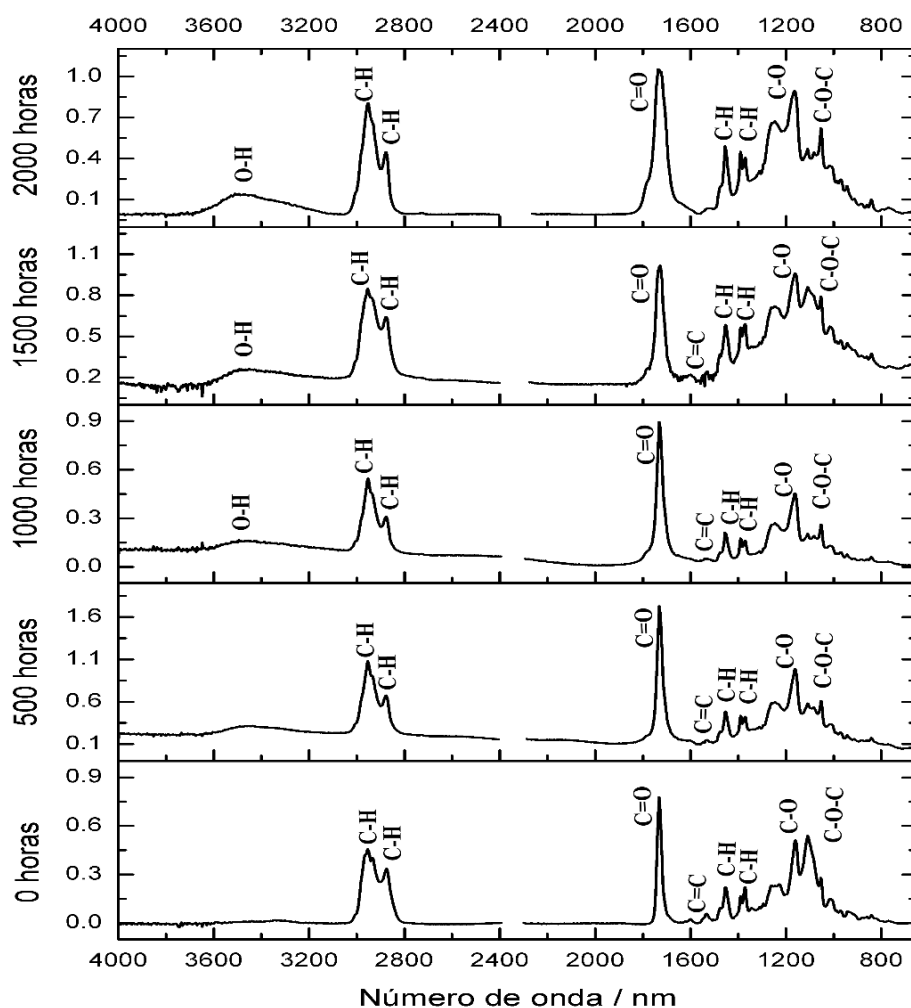 4000 3600 3200 2800 2400 2000 1600 1200 800
2000 horas
1.0
0.7
0.4
0.1
O-H
C-H
C-H
C=O
C-H
C-H
C-O
C-O-C
1500 horas
1.1
0.8
0.5
0.2
O-H
C-H
C-H
C=O
C=C
C-H
C-H
C-O
C-O-C
1000 horas
0.9
0.6
0.3
0.0
O-H
C-H
C-H
C=O
C=C
C-H
C-H
C-O
C-O-C
500 horas
1.6
1.1
0.6
0.1
C-H
C-H
C=O
C=C
C-H
C-H
C-O
C-O-C
0 horas
0.9
0.6
0.3
0.0
C-H
C-H
C=O
C=C
C-H
C-H
C-O
C-O-C
4000 3600 3200 2800 2000 1600 1200 800
Número de onda / nm